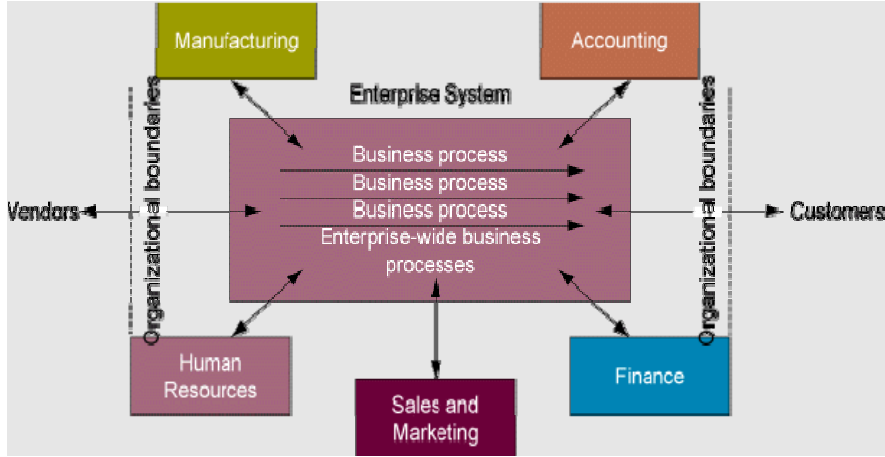 Manufacturing
Accounting
Enterprise System
Organizational boundaries
Organizational boundaries
Business process
Business process
Business process
Enterprise-wide business
processes
Vendors
Customers
Human
Resources
Sales and
Marketing
Finance